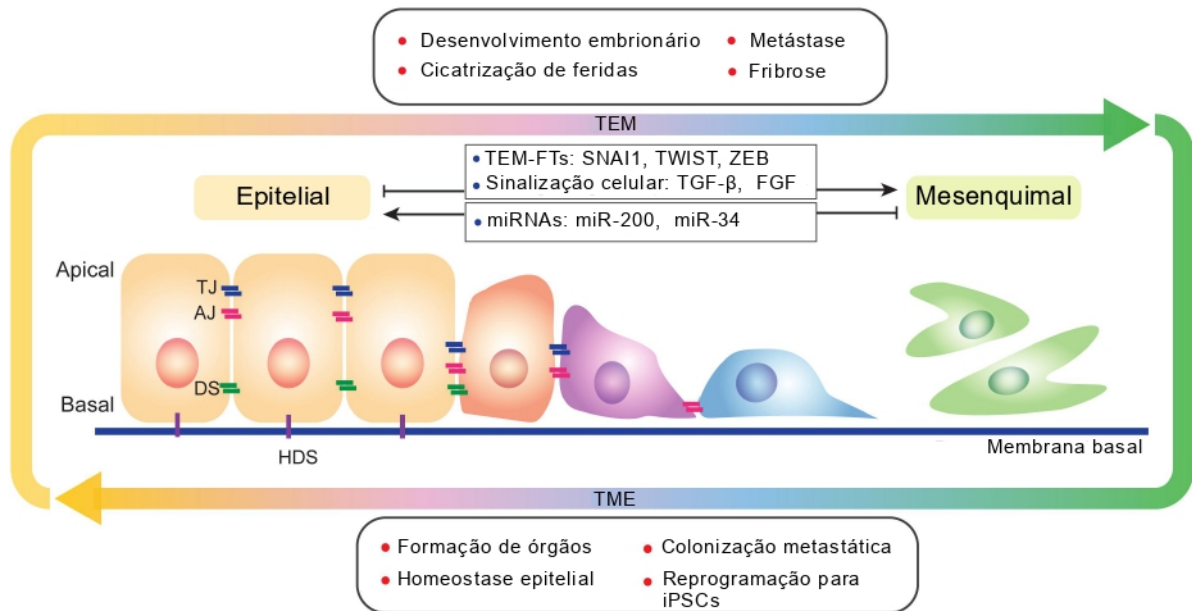 Desenvolvimento embrionário
Metástase
Cicatrização de feridas
Fribrose
TEM
TEM-FTs: SNAI1, TWIST, ZEB
Sinalização celular: TGF-β, FGF
miRNAs: miR-200, miR-34
Epitelial
Mesenquimal
Apical
TJ
AJ
DS
Basal
HDS
Membrana basal
TME
Formação de órgãos
Colonização metastática
Homeostase epitelial
Reprogramação para
iPSCs